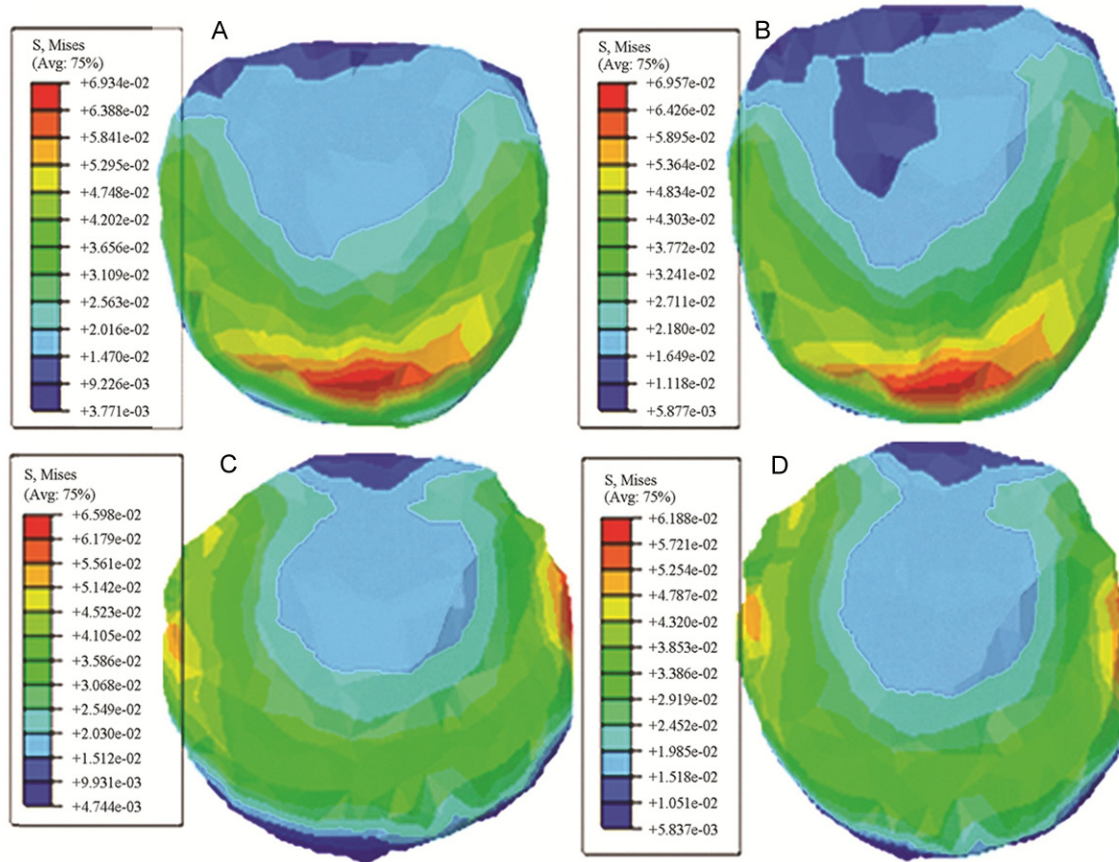 A
S, Mises
(Avg: 75%)
+6.934e-02
+6.388e-02
+5.841e-02
+5.295e-02
+4.748e-02
+4.202e-02
+3.656e-02
+3.109e-02
+2.563e-02
+2.016e-02
+1.470e-02
+9.226e-03
+3.771e-03
B
S, Mises
(Avg: 75%)
+6.957e-02
+6.426e-02
+5.895e-02
+5.364e-02
+4.834e-02
+4.303e-02
+3.772e-02
+3.241e-02
+2.711e-02
+2.180e-02
+1.649e-02
+1.118e-02
+5.877e-03
C
S, Mises
(Avg: 75%)
+6.598e-02
+6.179e-02
+5.561e-02
+5.142e-02
+4.523e-02
+4.105e-02
+3.586e-02
+3.068e-02
+2.549e-02
+2.030e-02
+1.512e-02
+9.931e-03
+4.744e-03
D
S, Mises
(Avg: 75%)
+6.188e-02
+5.721e-02
+5.254e-02
+4.787e-02
+4.320e-02
+3.853e-02
+3.386e-02
+2.919e-02
+2.452e-02
+1.985e-02
+1.518e-02
+1.051e-02
+5.837e-03